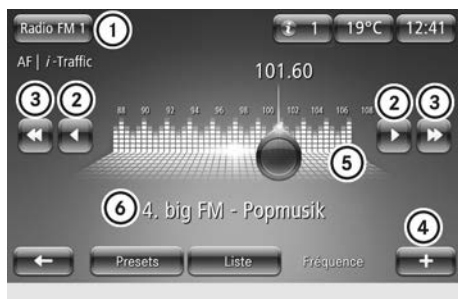 Radio FM 1 1 i 1 19°C 12:41
AF | i-Traffic
101.60
3 2 88 90 92 94 96 98 100 102 104 106 108 2 3
5
6 4. big FM - Popmusik
4
Presets Liste Fréquence +